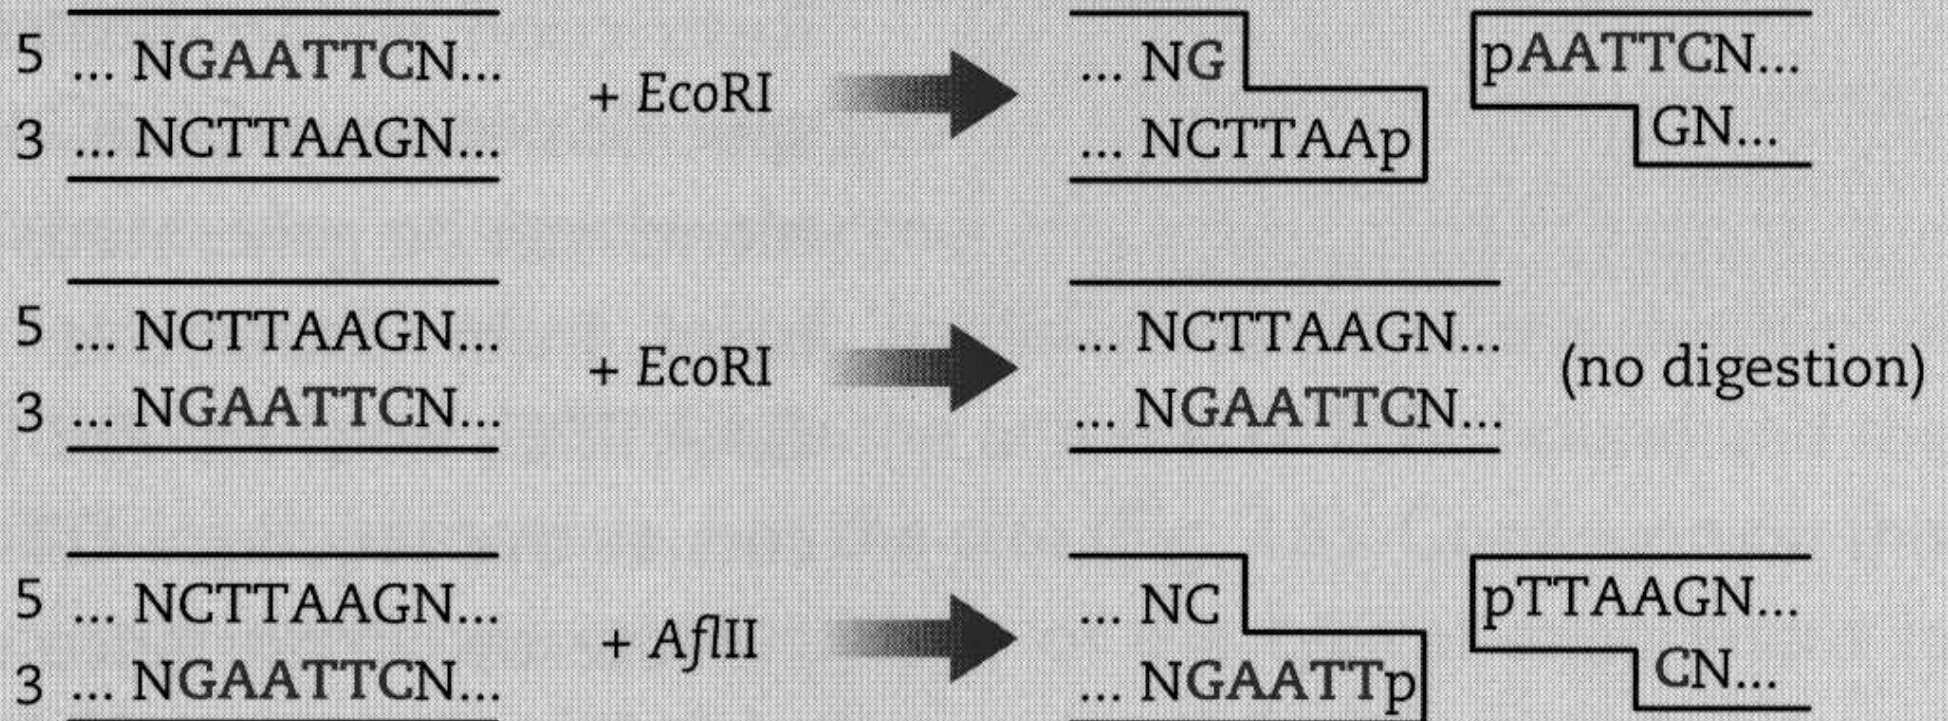 5 ... NGAATTCN... + EcoRI ... NG pAATTCN...
3 ... NCTTAAGN... ... NCTTAAp GN...
5 ... NCTTAAGN... + EcoRI ... NCTTAAGN... (no digestion)
3 ... NGAATTCN... ... NGAATTCN...
5 ... NCTTAAGN... + AflII ... NC pTTAAGN...
3 ... NGAATTCN... ... NGAATTp CN...